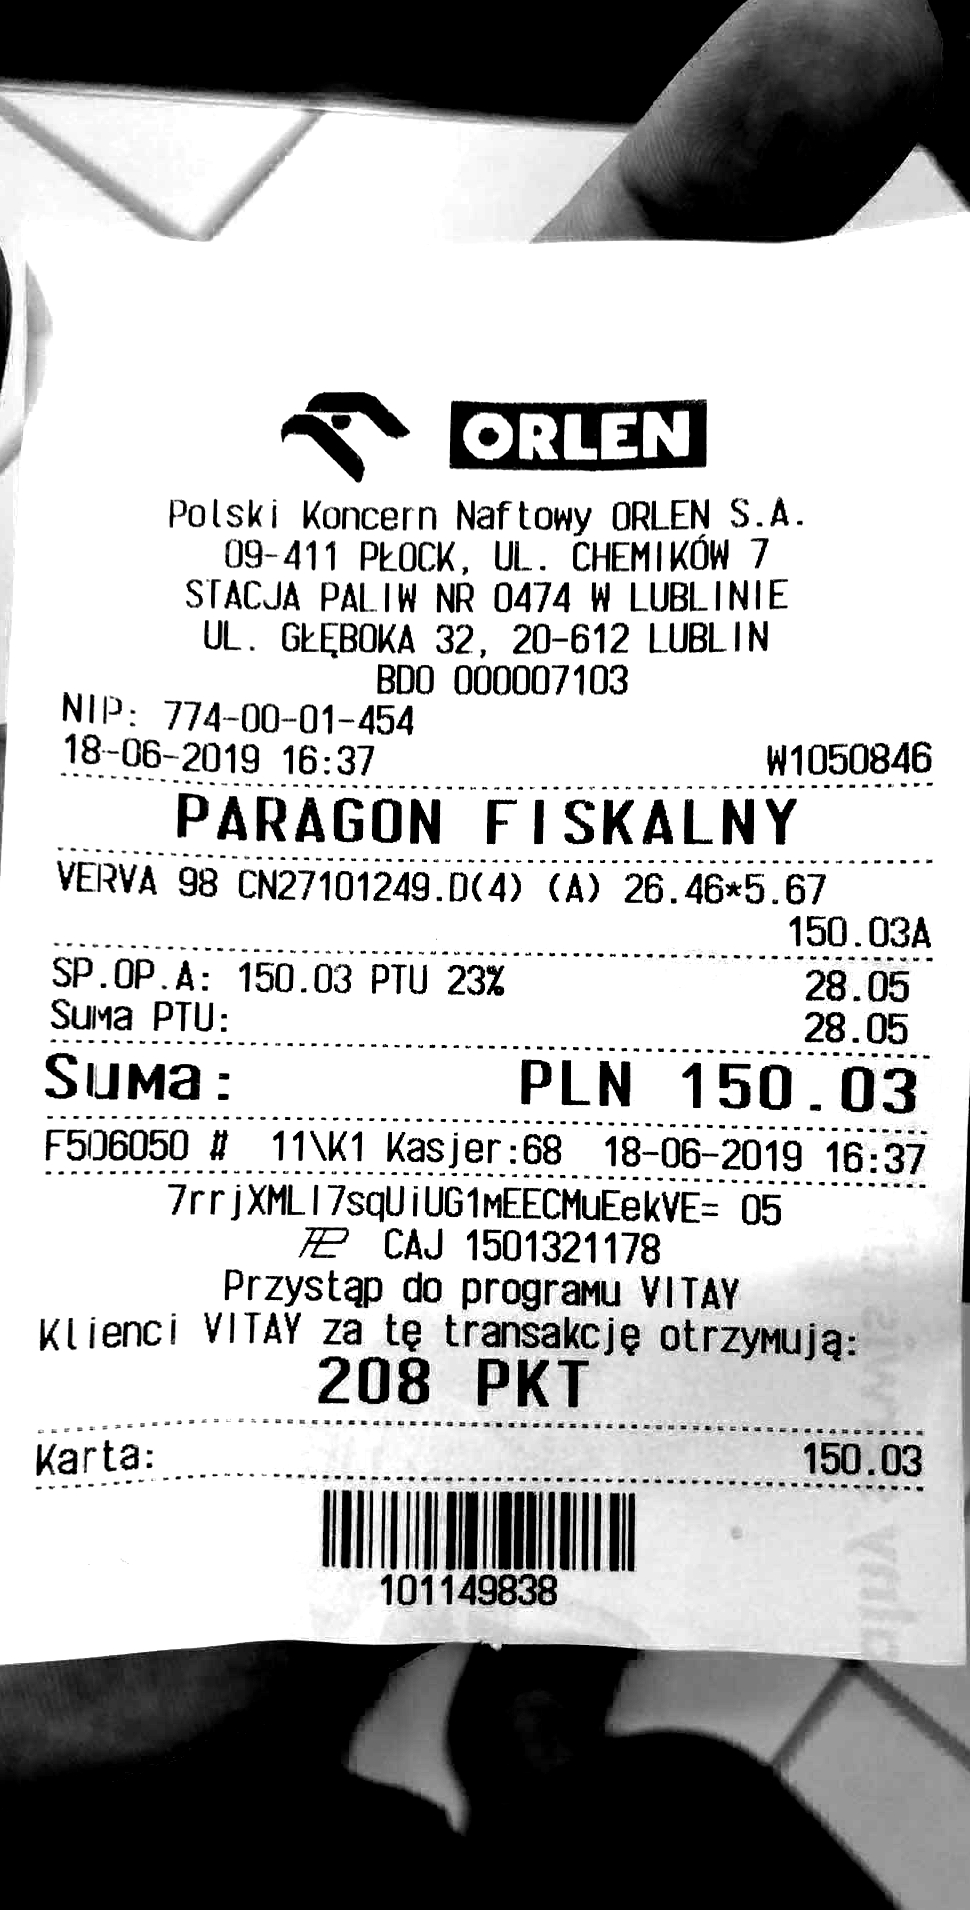 ORLEN
Polski Koncern Naftowy ORLEN S.A.
09-411 PŁOCK, UL. CHEMIKÓW 7
STACJA PALIW NR 0474 W LUBLINIE
UL. GŁĘBOKA 32, 20-612 LUBLIN
BDO 000007103
NIP: 774-00-01-454
18-06-2019 16:37 W1050846
PARAGON FISKALNY
VERVA 98 CN27101249.D(4) (A) 26.46*5.67
150.03A
SP.OP.A: 150.03 PTU 23% 28.05
Suma PTU: 28.05
Suma: PLN 150.03
F506050 # 11\K1 Kasjer:68 18-06-2019 16:37
7rrjXMLI7sqUiUG1mEECMuEekVE= 05
CAJ 1501321178
Przystąp do programu VITAY
Klienci VITAY za tę transakcję otrzymują:
208 PKT
Karta: 150.03
101149838